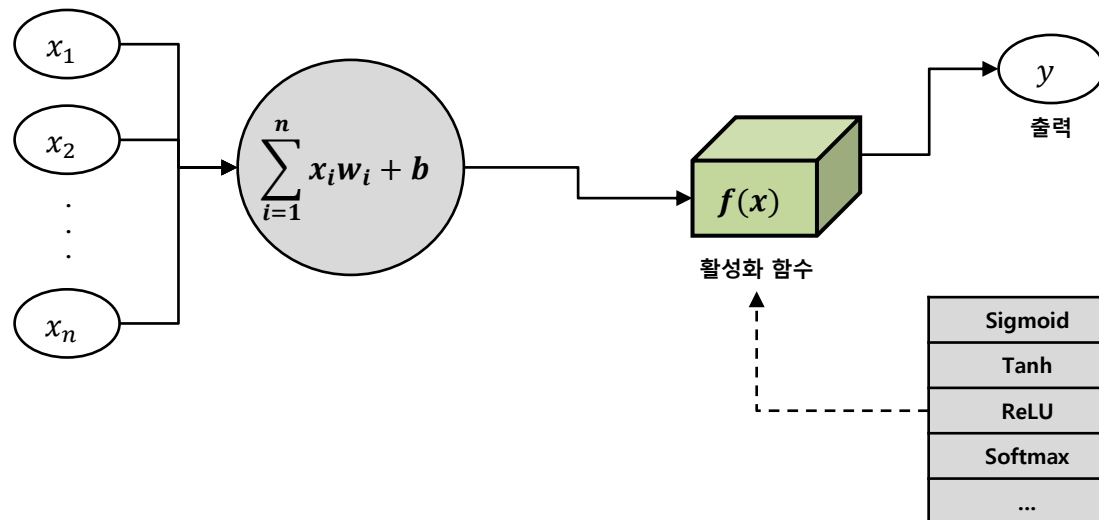 x₁
x₂
.
.
.
xₙ
n
∑ xᵢwᵢ + b
i=1
f(x)
활성화 함수
y
출력
Sigmoid
Tanh
ReLU
Softmax
...